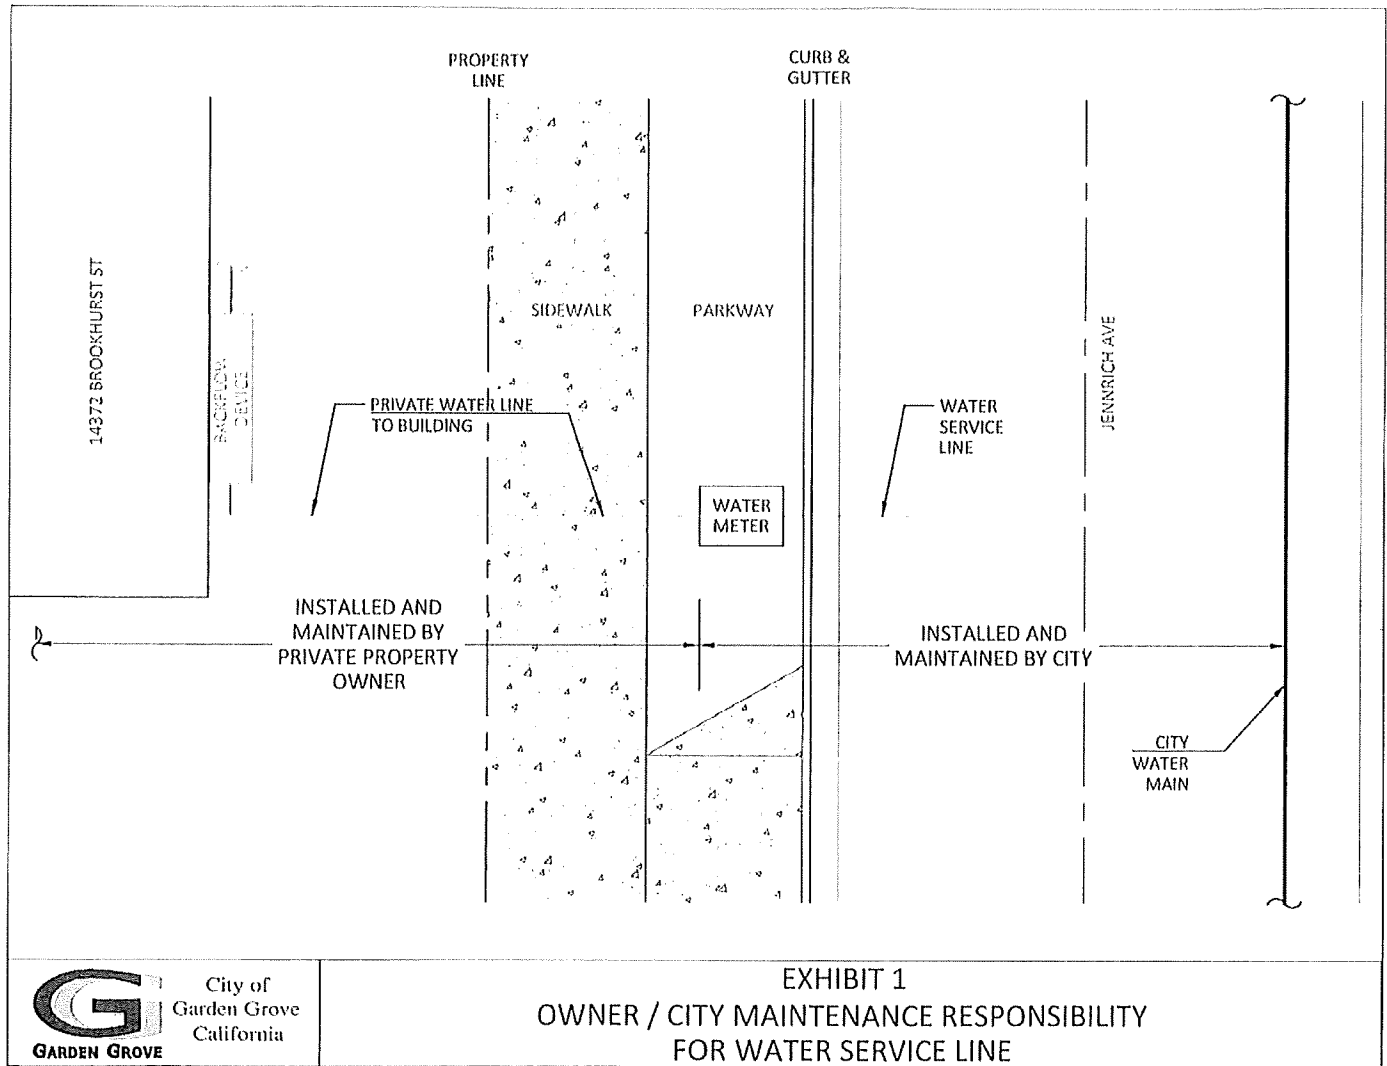 PROPERTY
LINE
CURB &
GUTTER
14372 BROOKHURST ST
BACKFLOW
DEVICE
SIDEWALK
PARKWAY
JENNRICH AVE
PRIVATE WATER LINE
TO BUILDING
WATER
SERVICE
LINE
WATER
METER
INSTALLED AND
MAINTAINED BY
PRIVATE PROPERTY
OWNER
INSTALLED AND
MAINTAINED BY CITY
CITY
WATER
MAIN
GARDEN GROVE
City of
Garden Grove
California
EXHIBIT 1
OWNER / CITY MAINTENANCE RESPONSIBILITY
FOR WATER SERVICE LINE